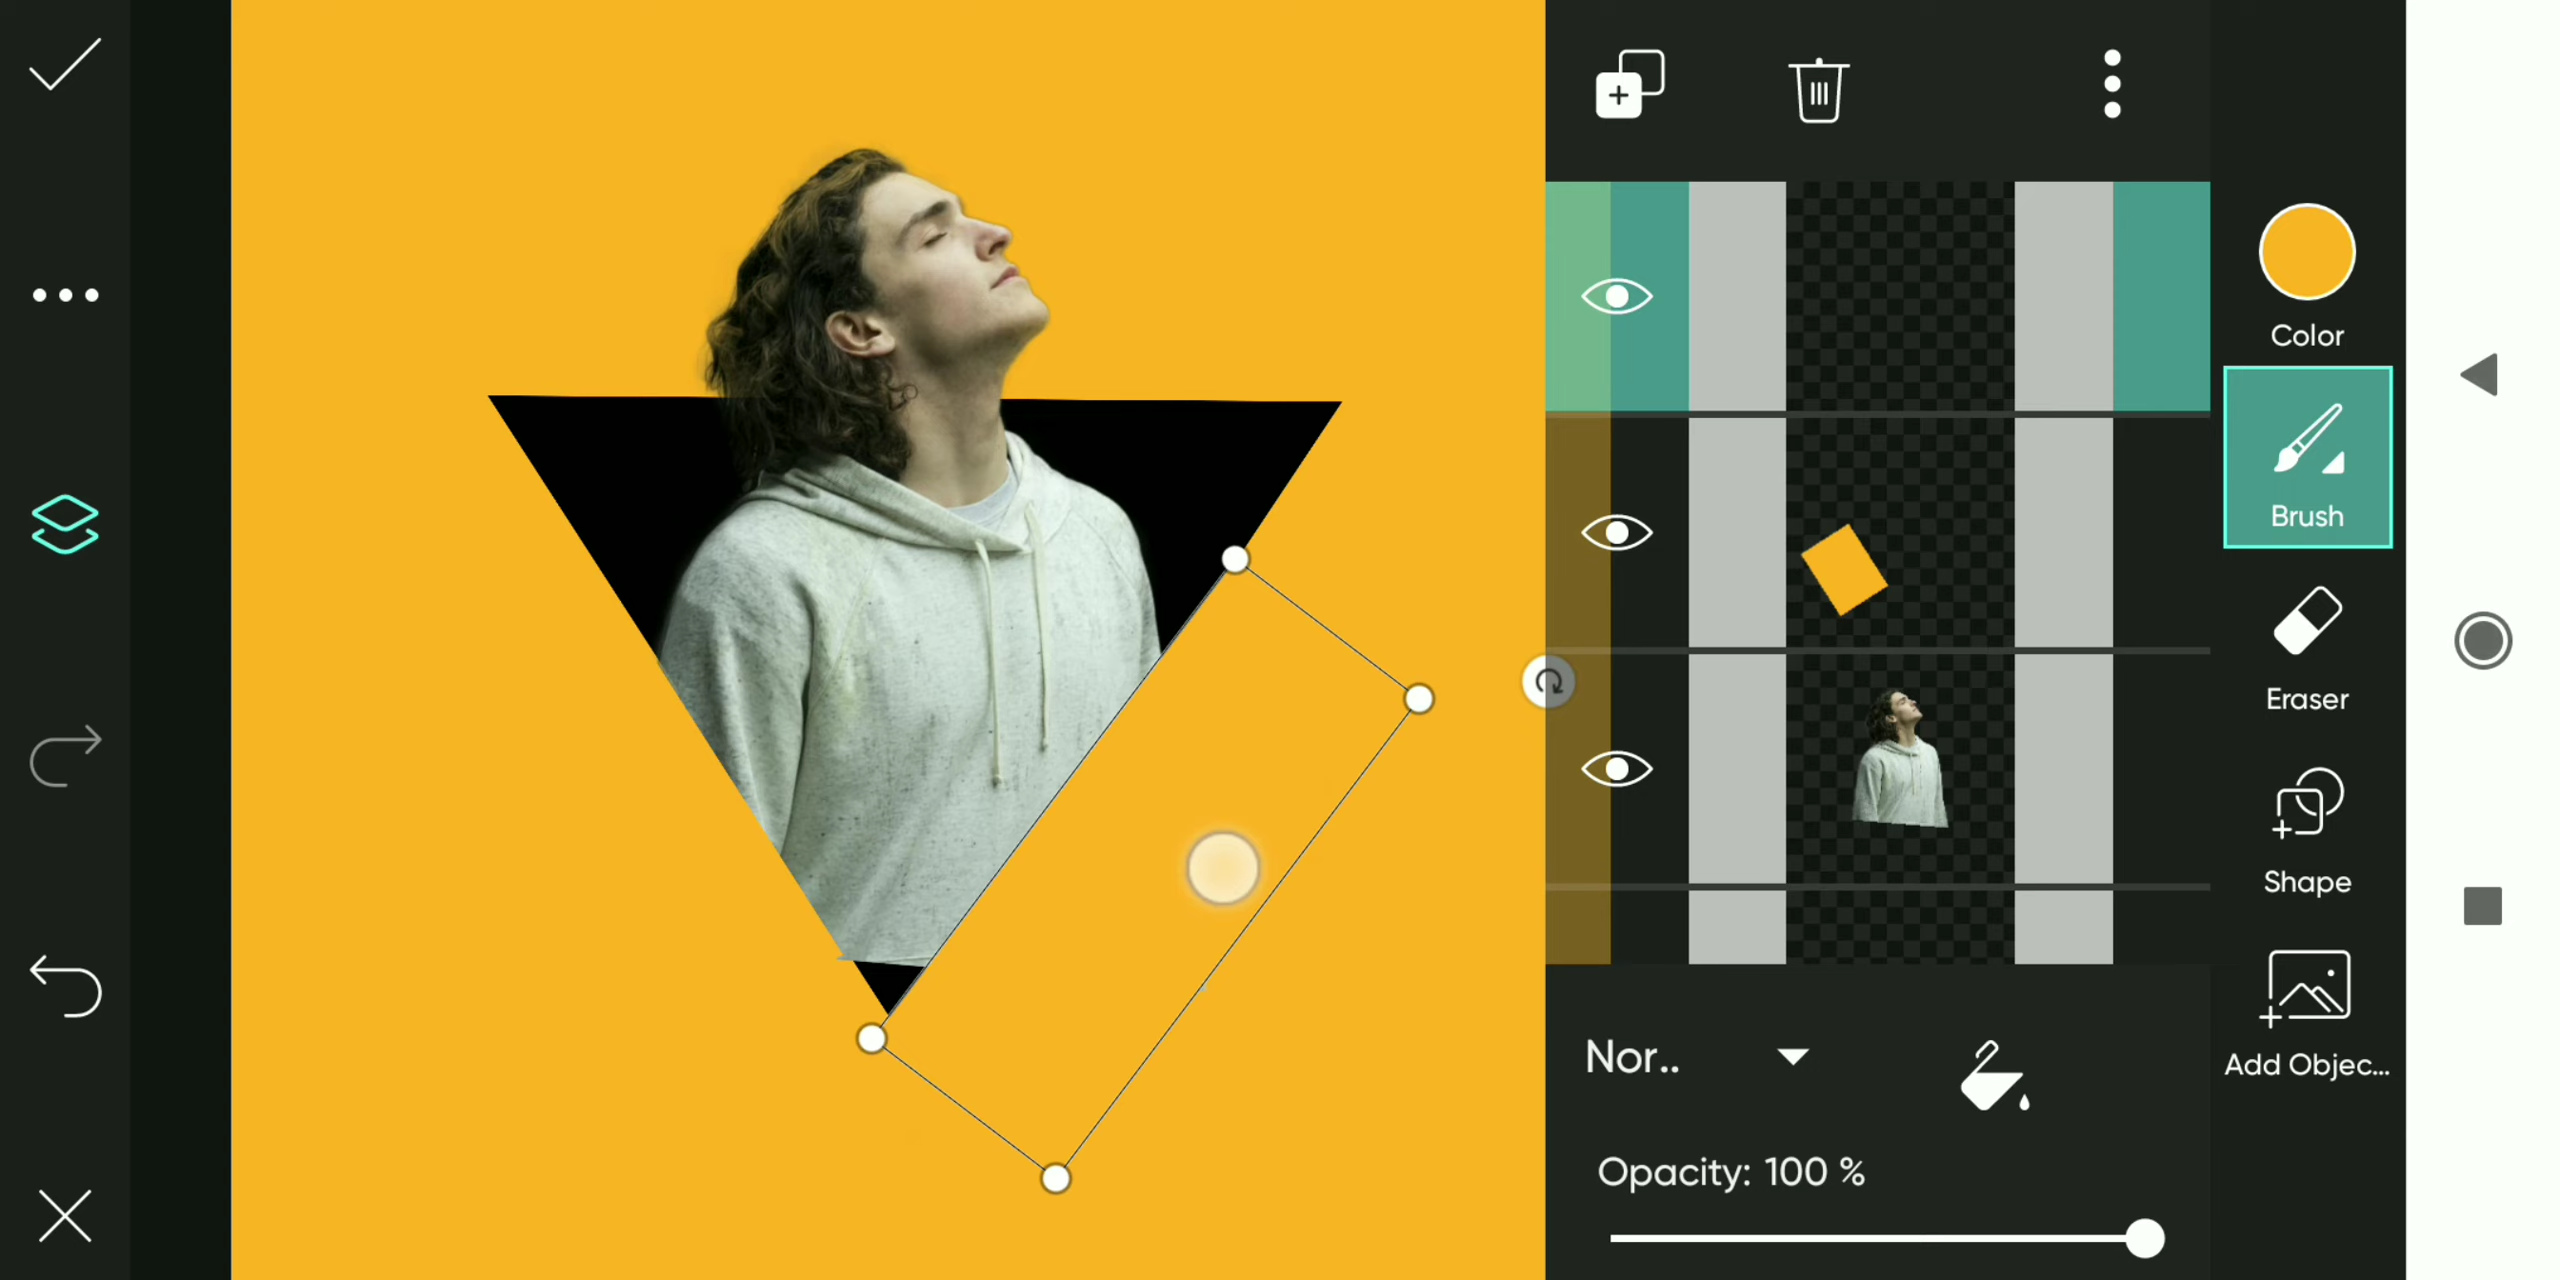 Color
Brush
Eraser
Shape
Add Objec...
Nor..
Opacity: 100 %